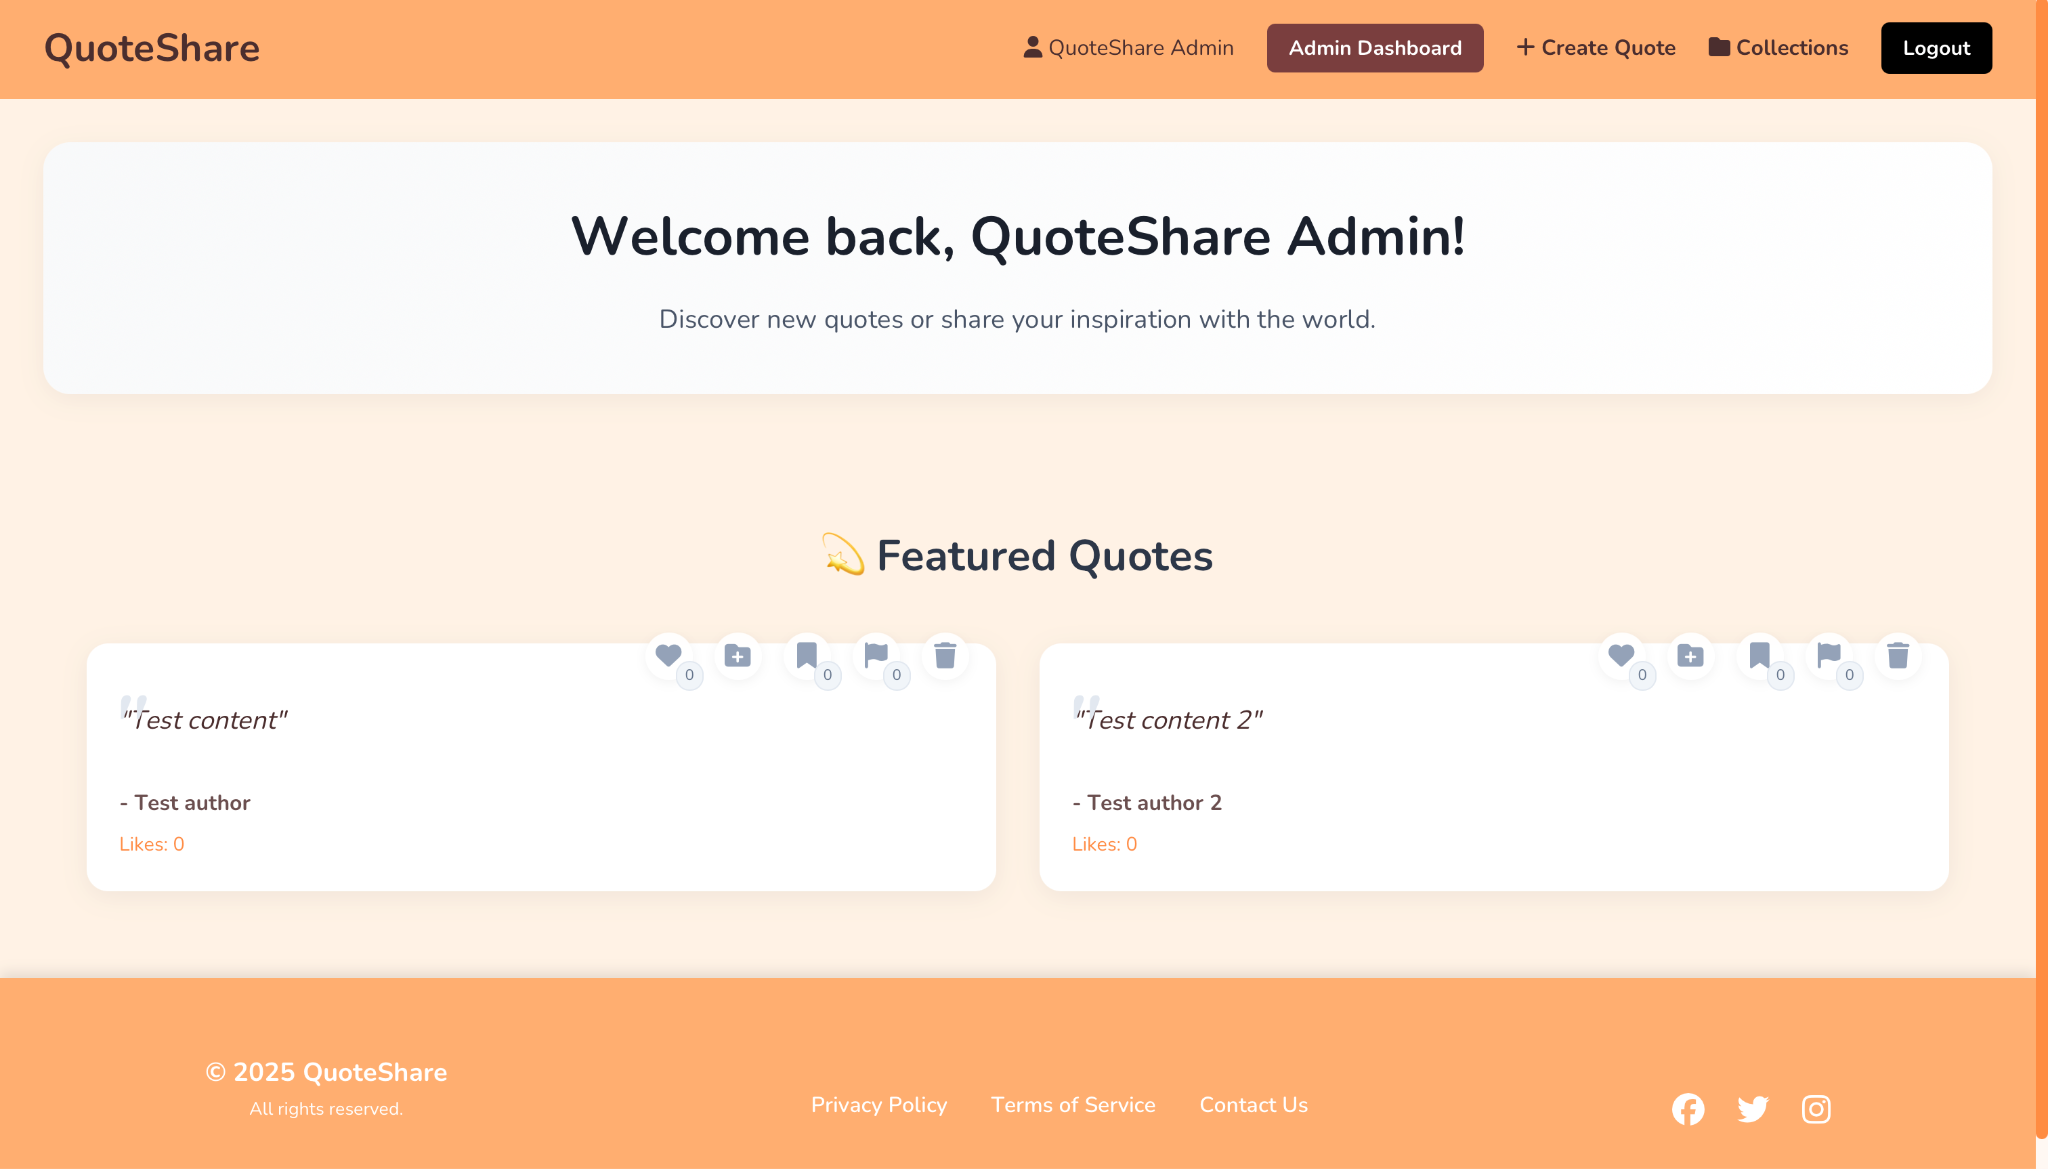 QuoteShare
QuoteShare Admin
Admin Dashboard
+ Create Quote
Collections
Logout
Welcome back, QuoteShare Admin!
Discover new quotes or share your inspiration with the world.
💫 Featured Quotes
0
0
0
"
"Test content"
- Test author
Likes: 0
0
0
0
"
"Test content 2"
- Test author 2
Likes: 0
© 2025 QuoteShare
All rights reserved.
Privacy Policy
Terms of Service
Contact Us